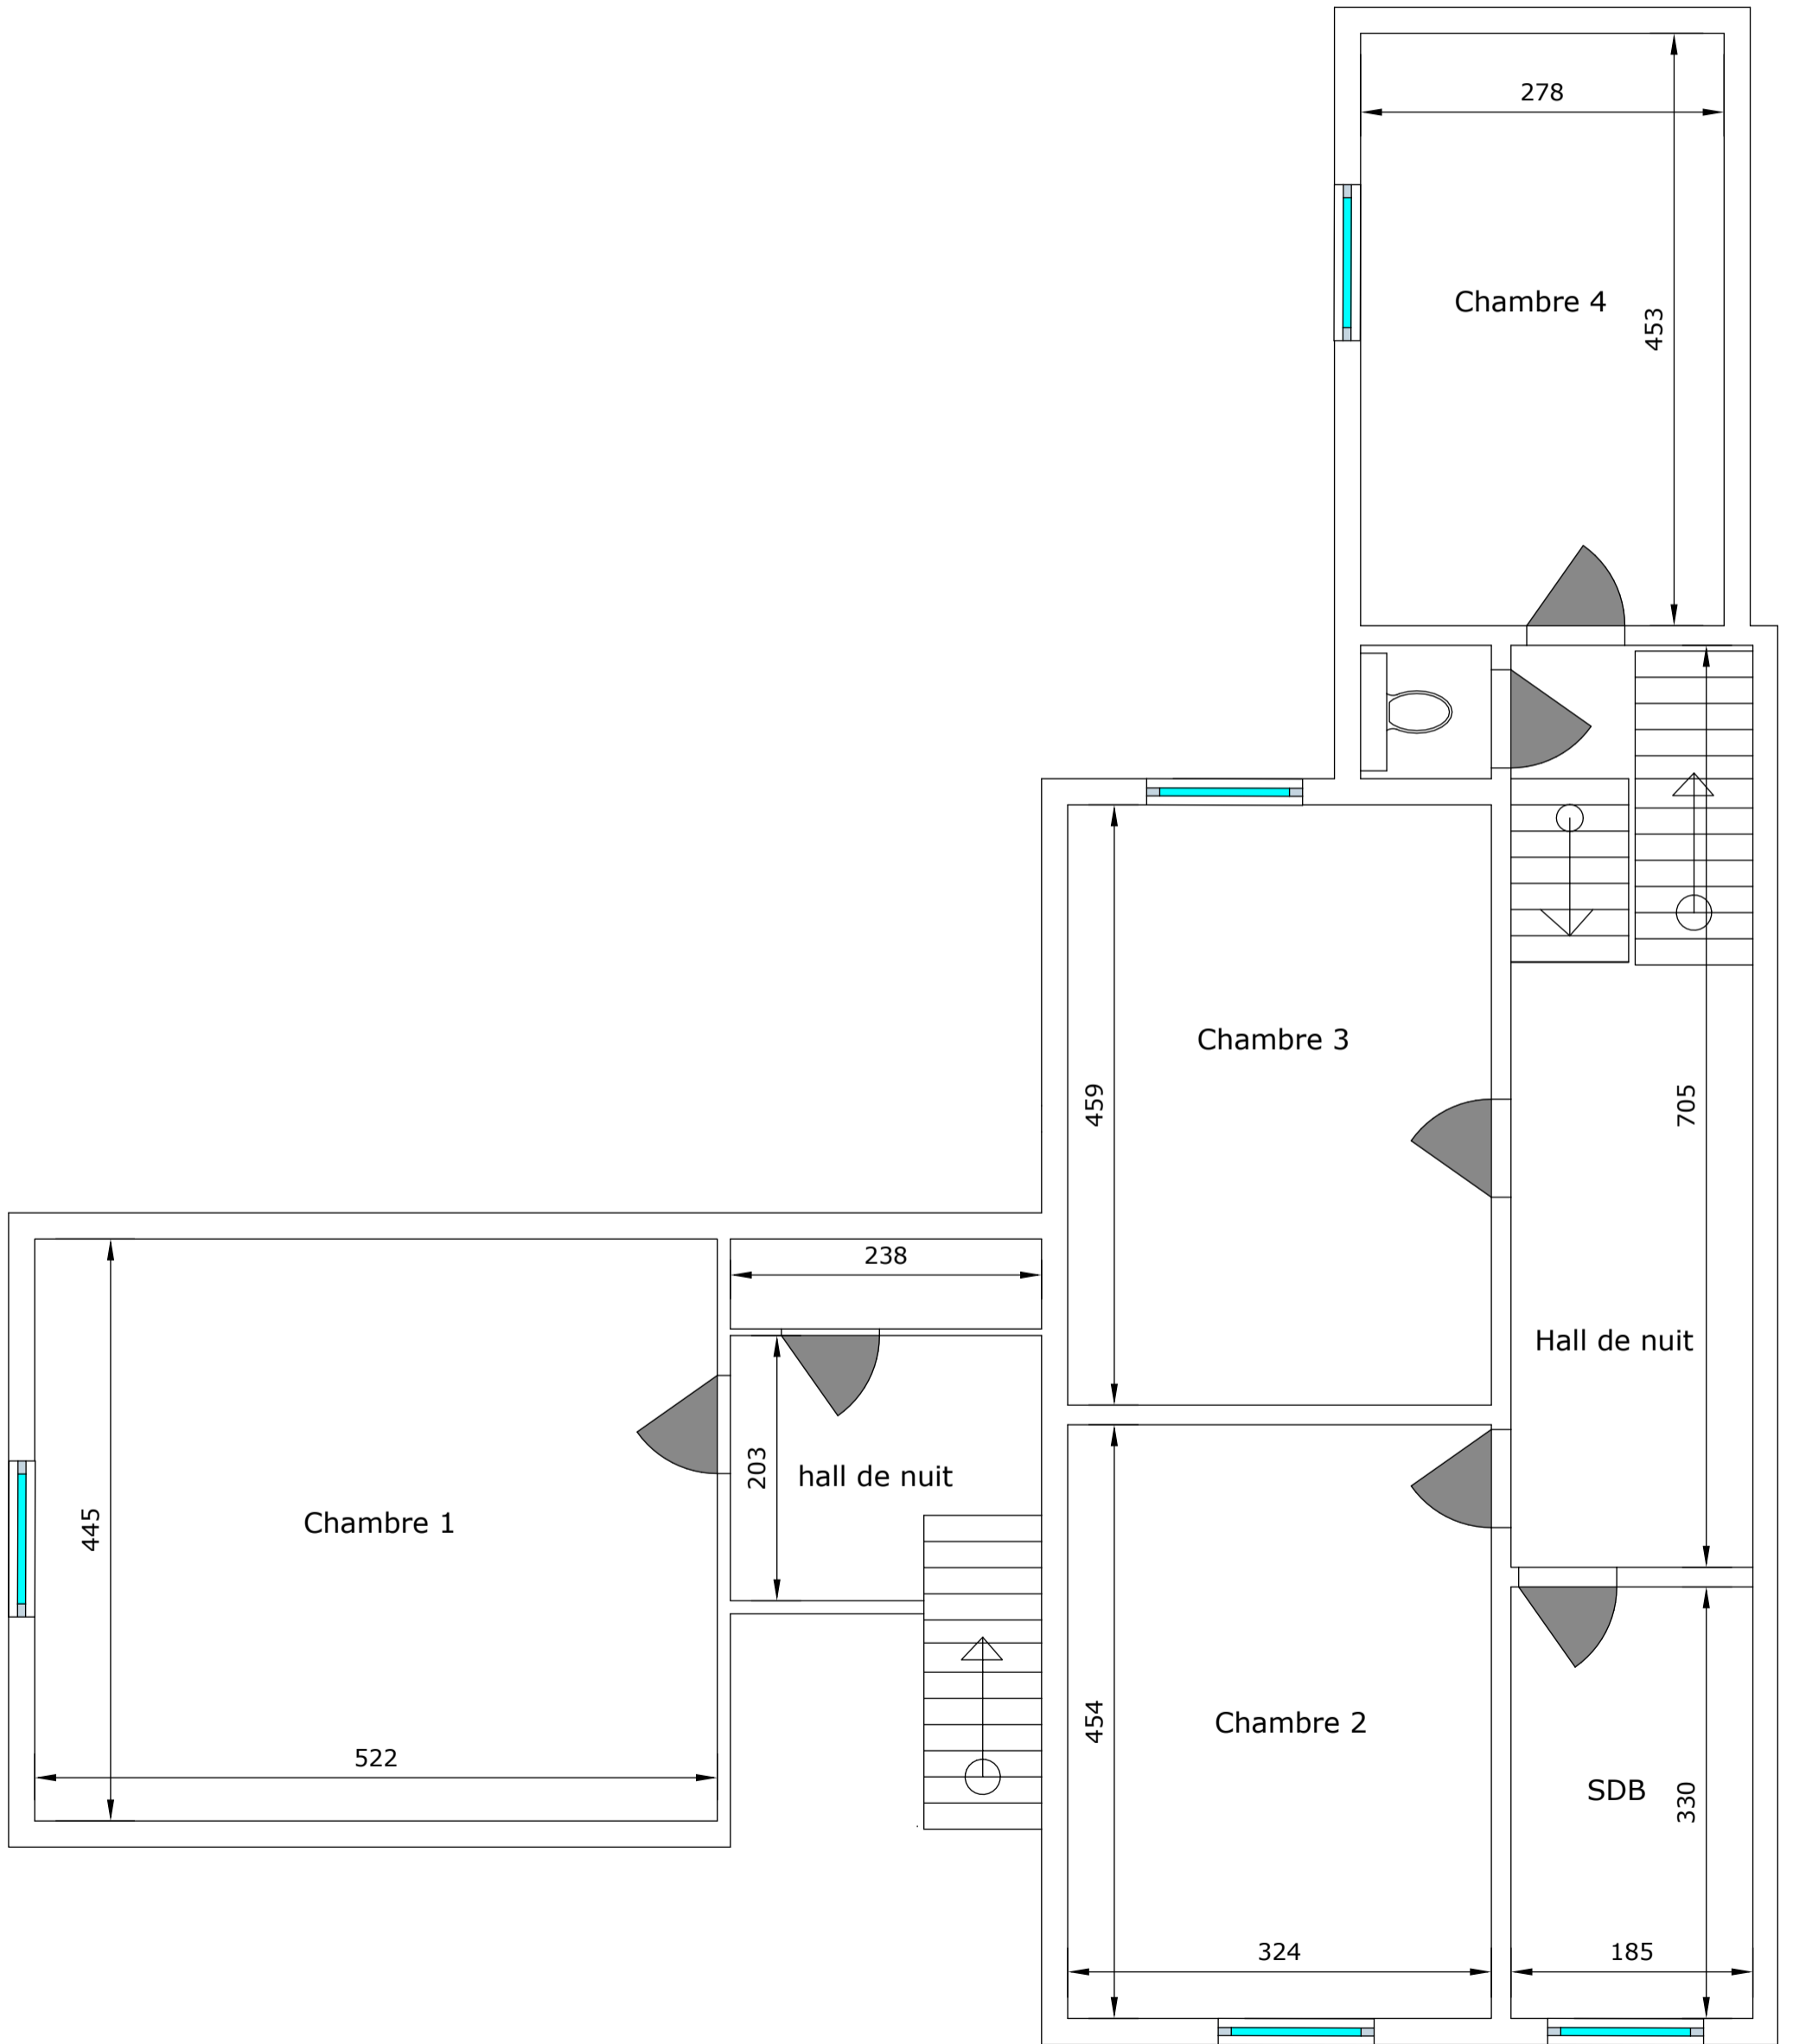 278
Chambre 4
453
Chambre 3
459
705
238
Hall de nuit
203
hall de nuit
445
Chambre 1
454
Chambre 2
522
SDB
330
324
185